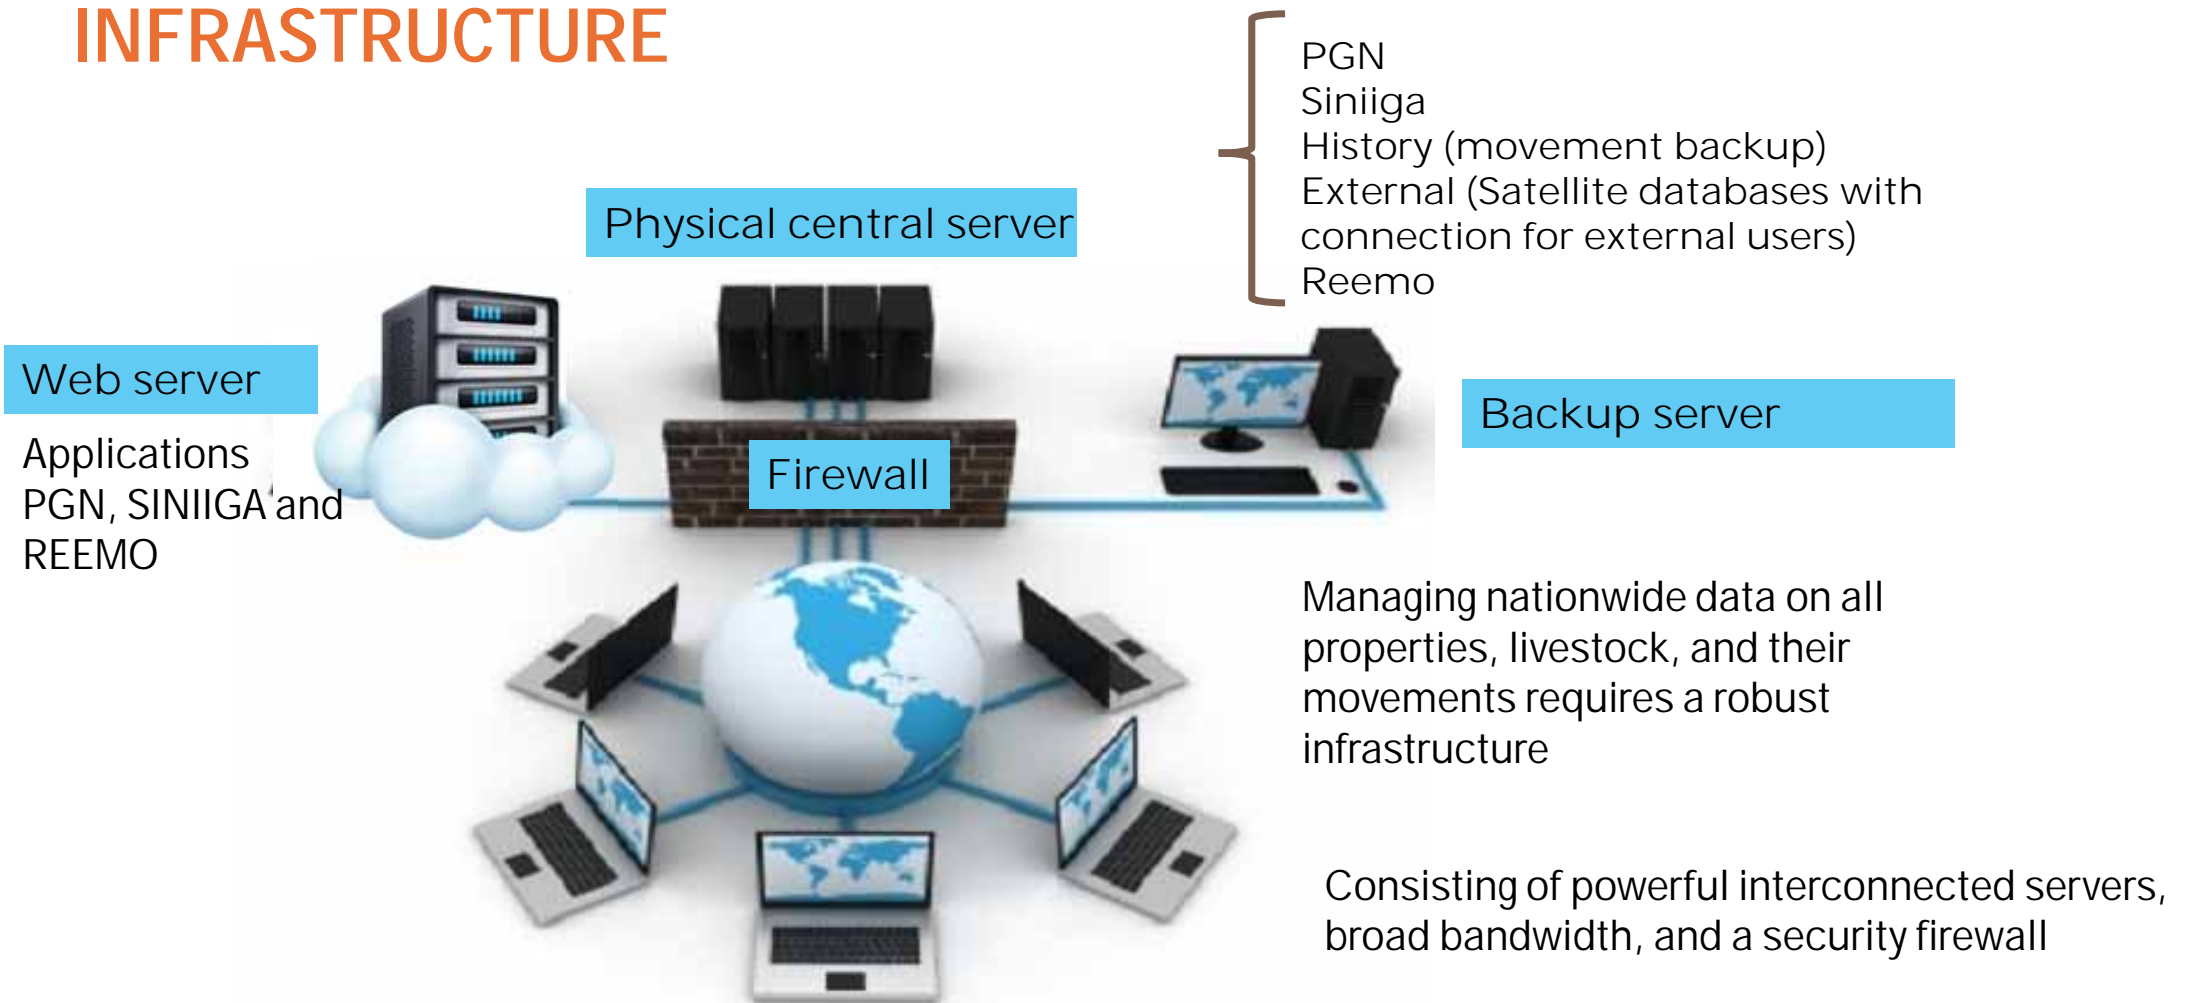 INFRASTRUCTURE
PGN
Siniiga
History (movement backup)
External (Satellite databases with
connection for external users)
Reemo
Physical central server
Web server
Applications
PGN, SINIIGA and
REEMO
Firewall
Backup server
Managing nationwide data on all
properties, livestock, and their
movements requires a robust
infrastructure
Consisting of powerful interconnected servers,
broad bandwidth, and a security firewall